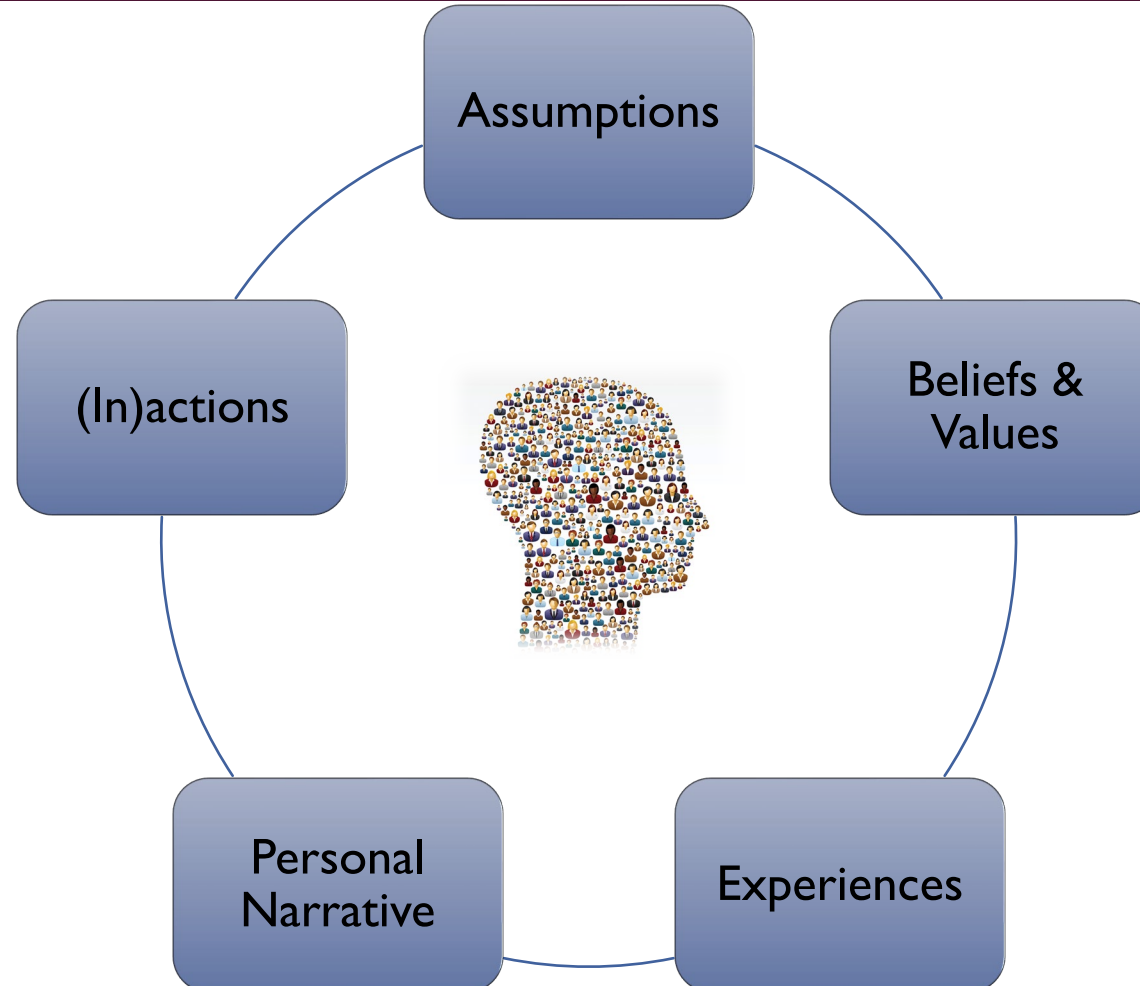 Assumptions
Beliefs &
Values
Experiences
Personal
Narrative
(In)actions